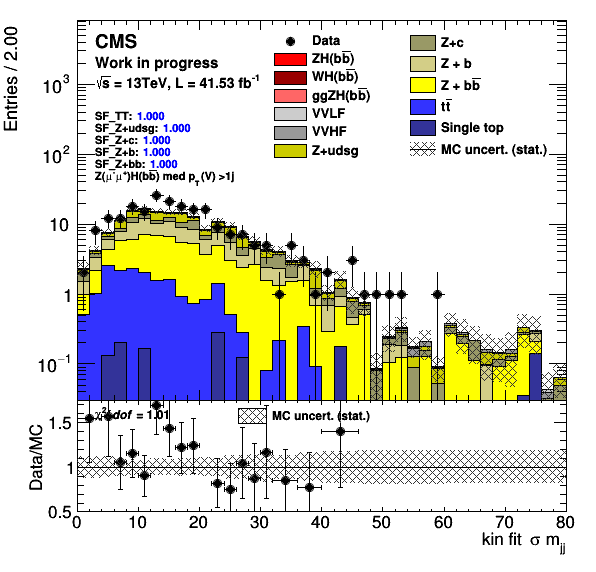 CMS
Work in progress
√s = 13TeV, L = 41.53 fb⁻¹
SF_TT: 1.000
SF_Z+udsg: 1.000
SF_Z+c: 1.000
SF_Z+b: 1.000
SF_Z+bb: 1.000
Z(μ⁻μ⁺)H(bb̅) med p_T(V) >1j
Data
ZH(bb̅)
WH(bb̅)
ggZH(bb̅)
VVLF
VVHF
Z+udsg
Z+c
Z + b
Z + bb̅
tt̅
Single top
MC uncert. (stat.)
Entries / 2.00
10³
10²
10
1
10⁻¹
χ²/dof = 1.01
MC uncert. (stat.)
Data/MC
1.5
1
0.5
0 10 20 30 40 50 60 70 80
kin fit σ m_jj